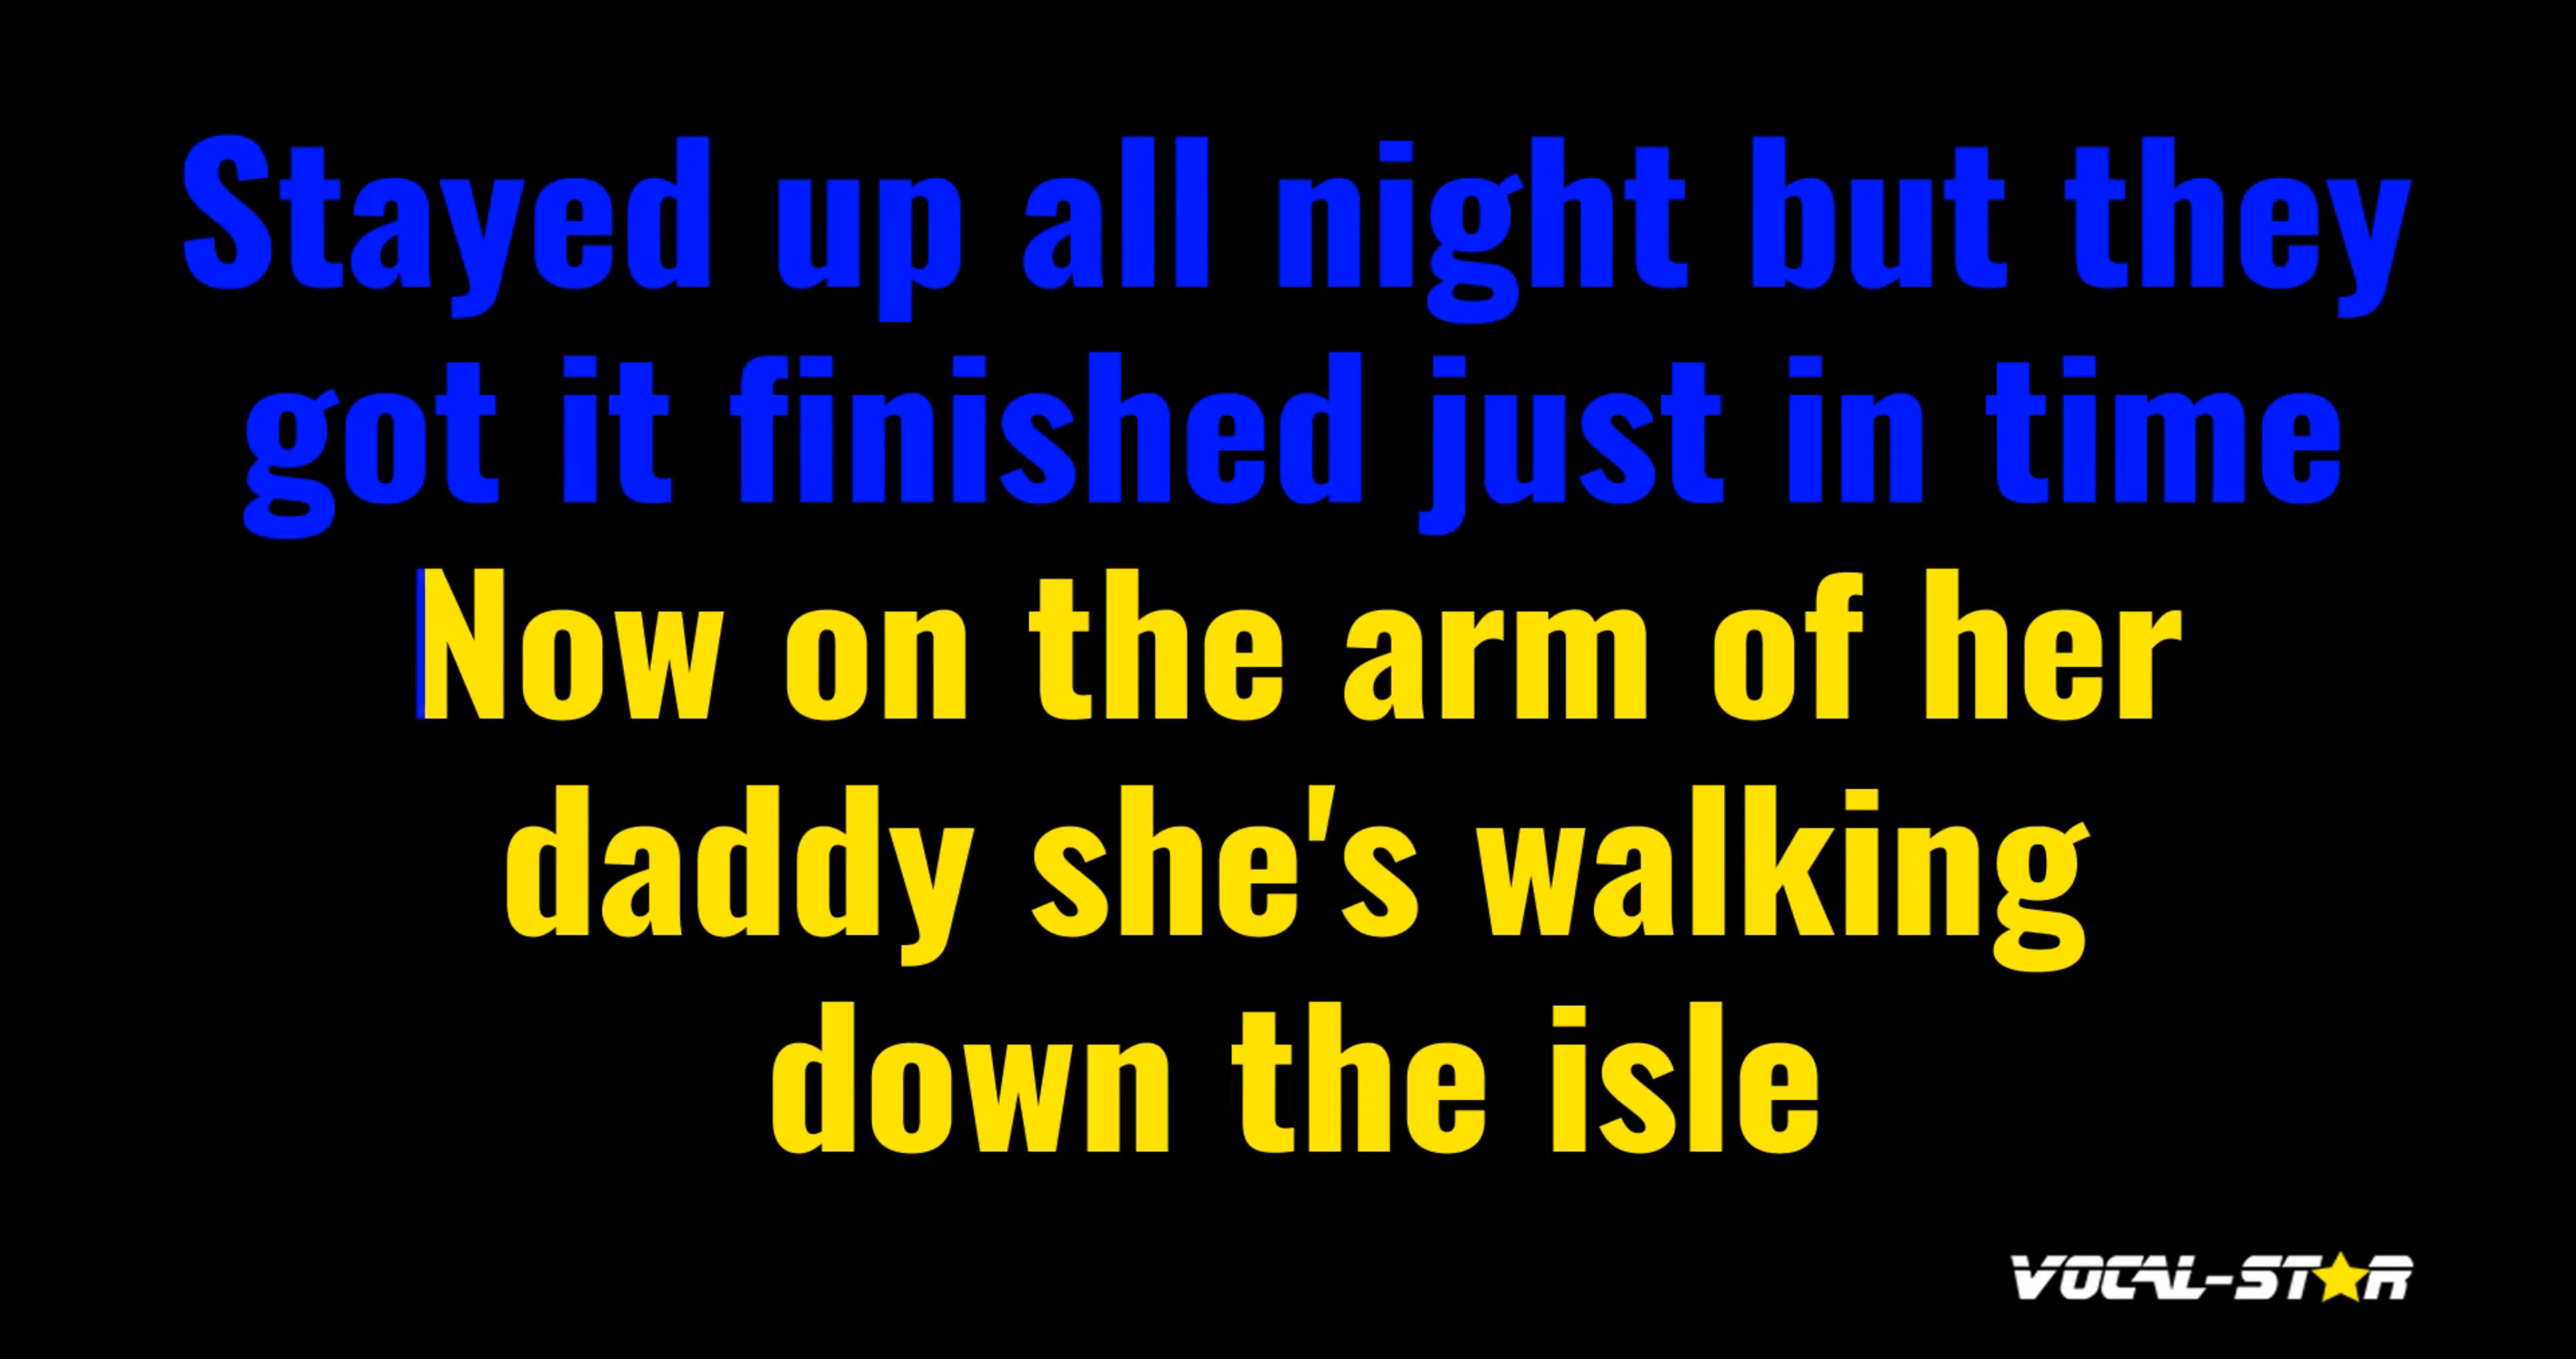 Stayed up all night but they
got it finished just in time
Now on the arm of her
daddy she's walking
down the isle
VOCAL-STAR